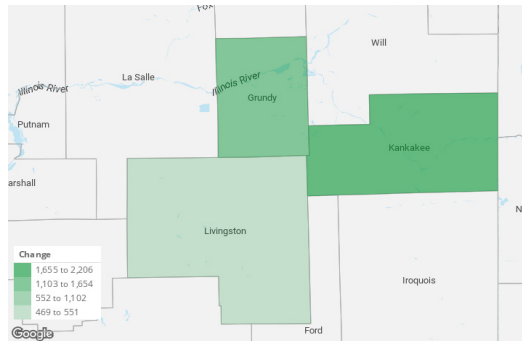 Fox
Will
La Salle
Illinois River
Illinois River
Grundy
Putnam
Kankakee
arshall
N
Livingston
Iroquois
Ford
Change
1,655 to 2,206
1,103 to 1,654
552 to 1,102
469 to 551
Google